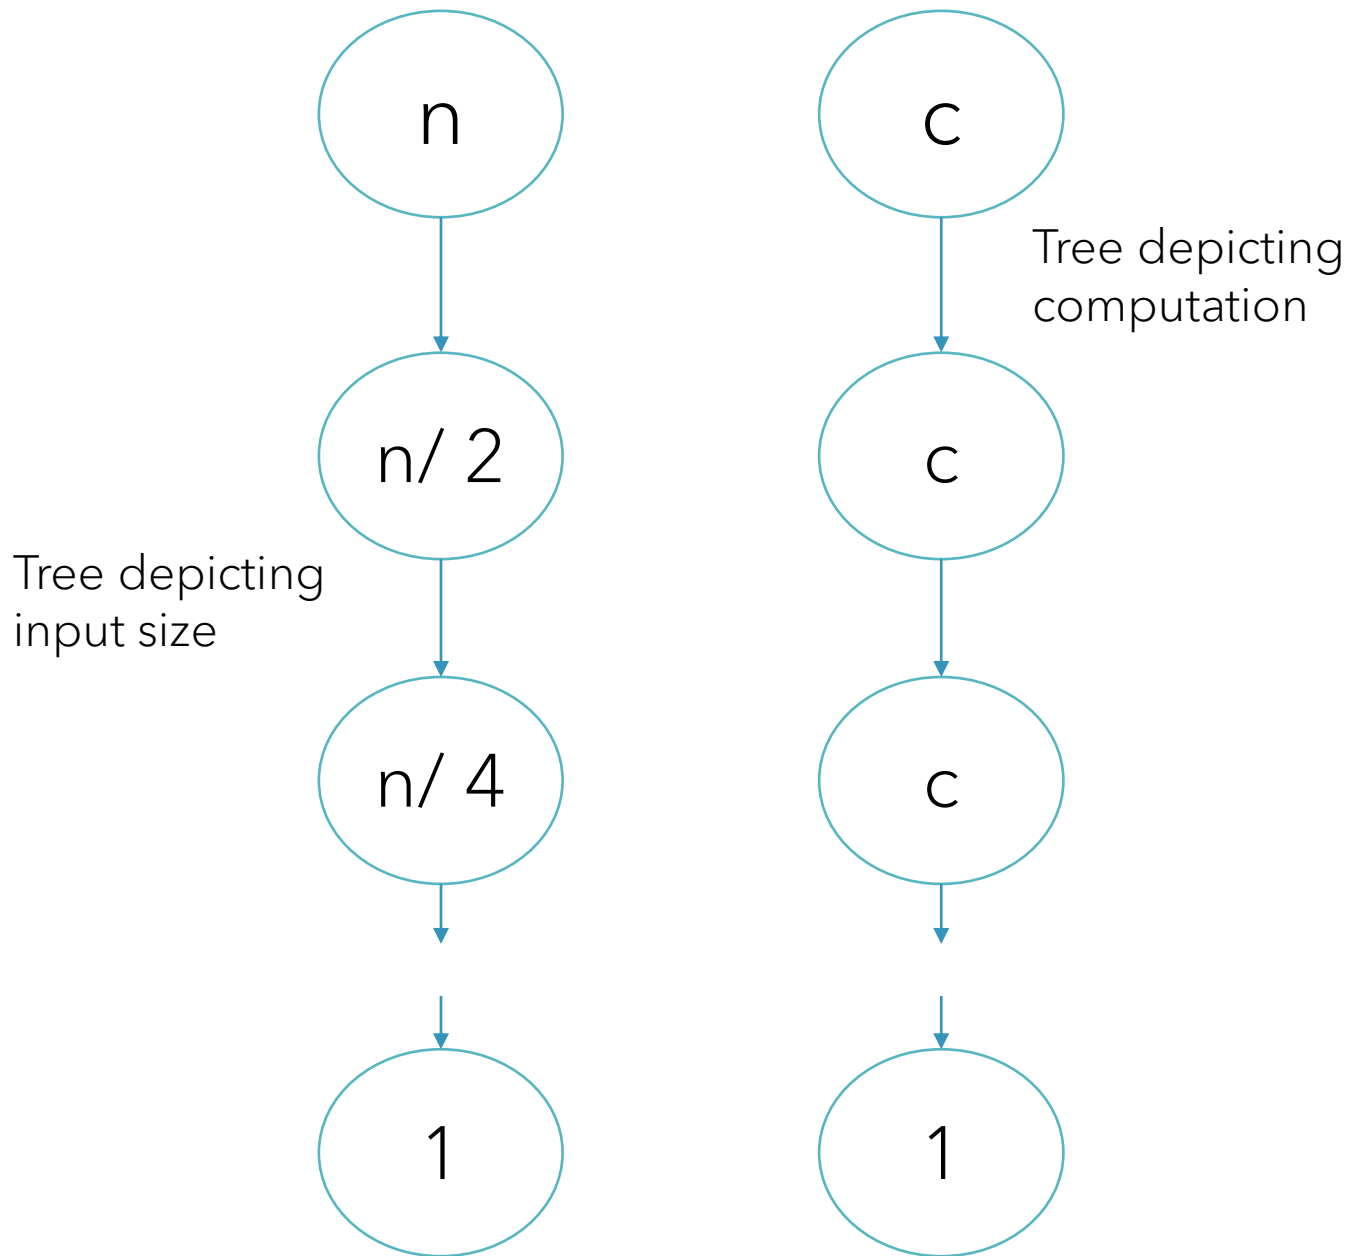 n
c
Tree depicting
computation
n/ 2
c
Tree depicting
input size
n/ 4
c
1
1